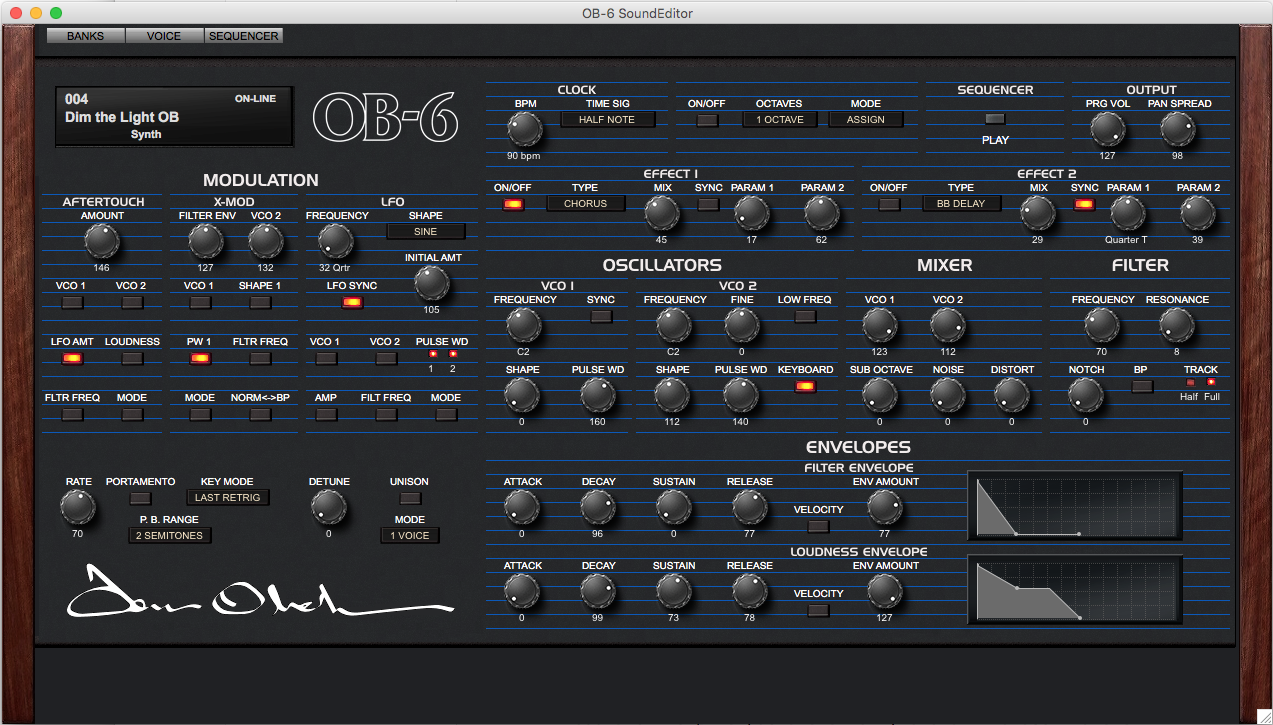 OB-6 SoundEditor
BANKS VOICE SEQUENCER
004 ON-LINE
Dim the Light OB
Synth
OB-6
CLOCK
BPM TIME SIG
HALF NOTE
90 bpm
ON/OFF OCTAVES MODE
1 OCTAVE ASSIGN
SEQUENCER
PLAY
OUTPUT
PRG VOL PAN SPREAD
127 98
EFFECT 1
ON/OFF TYPE MIX SYNC PARAM 1 PARAM 2
CHORUS
45 17 62
EFFECT 2
ON/OFF TYPE MIX SYNC PARAM 1 PARAM 2
BB DELAY
29 Quarter T 39
MODULATION
AFTERTOUCH
AMOUNT
146
VCO 1 VCO 2
LFO AMT LOUDNESS
FLTR FREQ MODE
X-MOD
FILTER ENV VCO 2
127 132
VCO 1 SHAPE 1
PW 1 FLTR FREQ
MODE NORM<->BP
LFO
FREQUENCY SHAPE
SINE
32 Qrtr
INITIAL AMT
105
LFO SYNC
VCO 1 VCO 2 PULSE WD
1 2
AMP FILT FREQ MODE
OSCILLATORS
VCO 1
FREQUENCY SYNC
C2
SHAPE PULSE WD
0 160
VCO 2
FREQUENCY FINE LOW FREQ
C2 0
SHAPE PULSE WD KEYBOARD
112 140
MIXER
VCO 1 VCO 2
123 112
SUB OCTAVE NOISE DISTORT
0 0 0
FILTER
FREQUENCY RESONANCE
70 8
NOTCH BP TRACK
Half Full
0
RATE PORTAMENTO KEY MODE
LAST RETRIG
70
P. B. RANGE
2 SEMITONES
DETUNE UNISON
0
MODE
1 VOICE
Tom Oberheim
ENVELOPES
FILTER ENVELOPE
ATTACK DECAY SUSTAIN RELEASE VELOCITY ENV AMOUNT
0 96 0 77 77
LOUDNESS ENVELOPE
ATTACK DECAY SUSTAIN RELEASE VELOCITY ENV AMOUNT
0 99 73 78 127